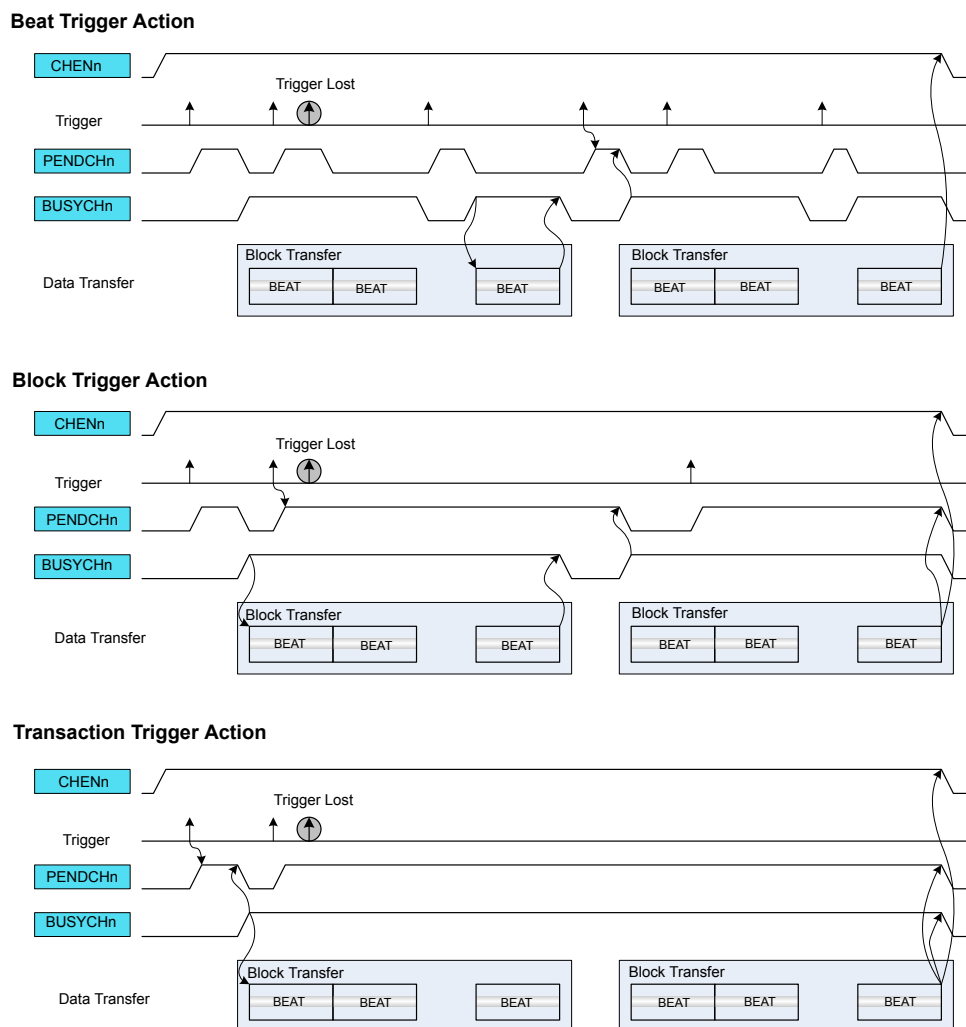 Beat Trigger Action
CHENn
Trigger Lost
Trigger
PENDCHn
BUSYCHn
Block Transfer Block Transfer
Data Transfer BEAT BEAT BEAT BEAT BEAT BEAT
Block Trigger Action
CHENn
Trigger Lost
Trigger
PENDCHn
BUSYCHn
Block Transfer Block Transfer
Data Transfer BEAT BEAT BEAT BEAT BEAT BEAT
Transaction Trigger Action
CHENn
Trigger Lost
Trigger
PENDCHn
BUSYCHn
Block Transfer Block Transfer
Data Transfer BEAT BEAT BEAT BEAT BEAT BEAT